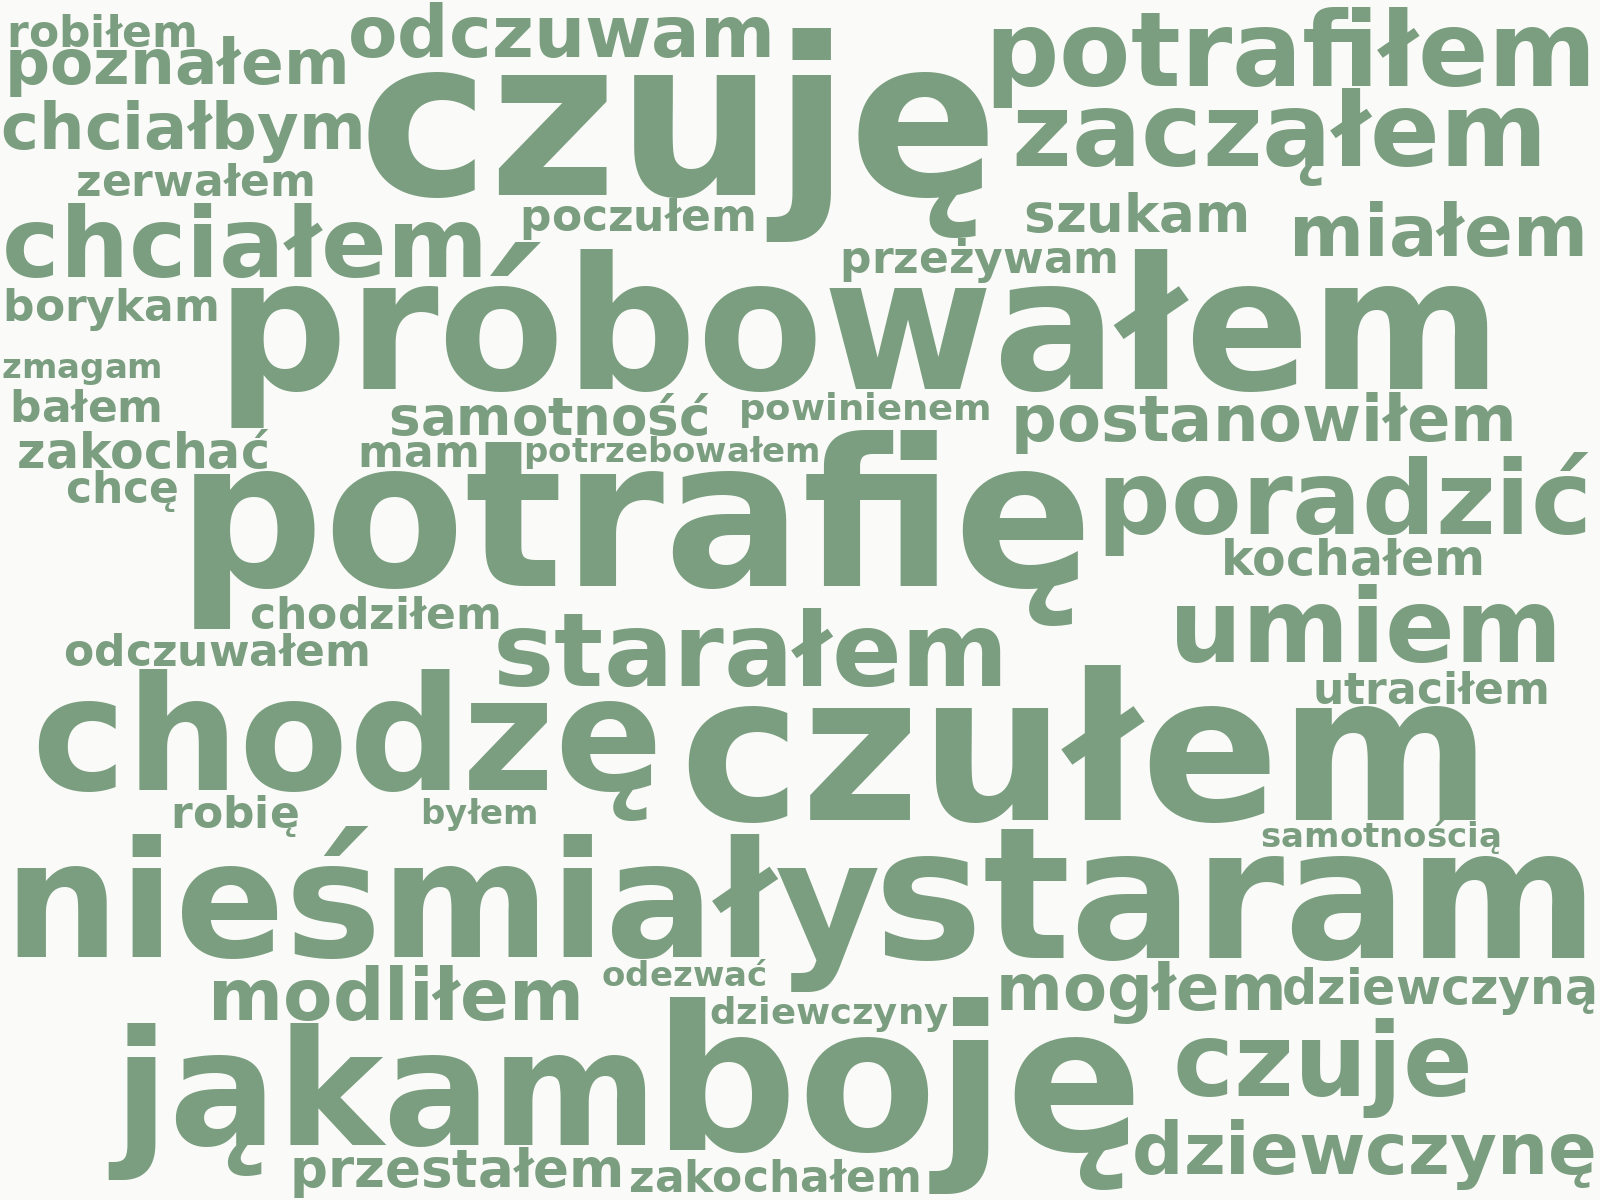 robiłem
odczuwam
potrafiłem
poznałem
czuję
chciałbym
zacząłem
zerwałem
poczułem
szukam
miałem
chciałem
przeżywam
borykam
próbowałem
zmagam
bałem
samotność
powinienem
postanowiłem
zakochać
mam
potrzebowałem
chcę
potrafię
poradzić
kochałem
chodziłem
odczuwałem
starałem
umiem
utraciłem
chodzę
czułem
robię
byłem
samotnością
nieśmiały
staram
modliłem
odezwać
mogłem
dziewczyną
dziewczyny
jąkam
boję
czuje
dziewczynę
przestałem
zakochałem